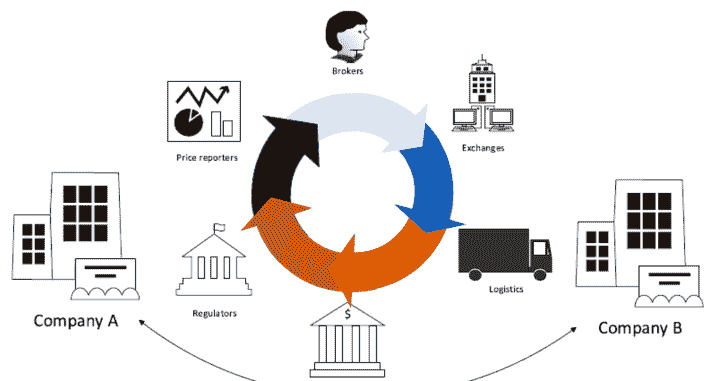 Brokers
Exchanges
Price reporters
Logistics
Regulators
$
Company A
Company B